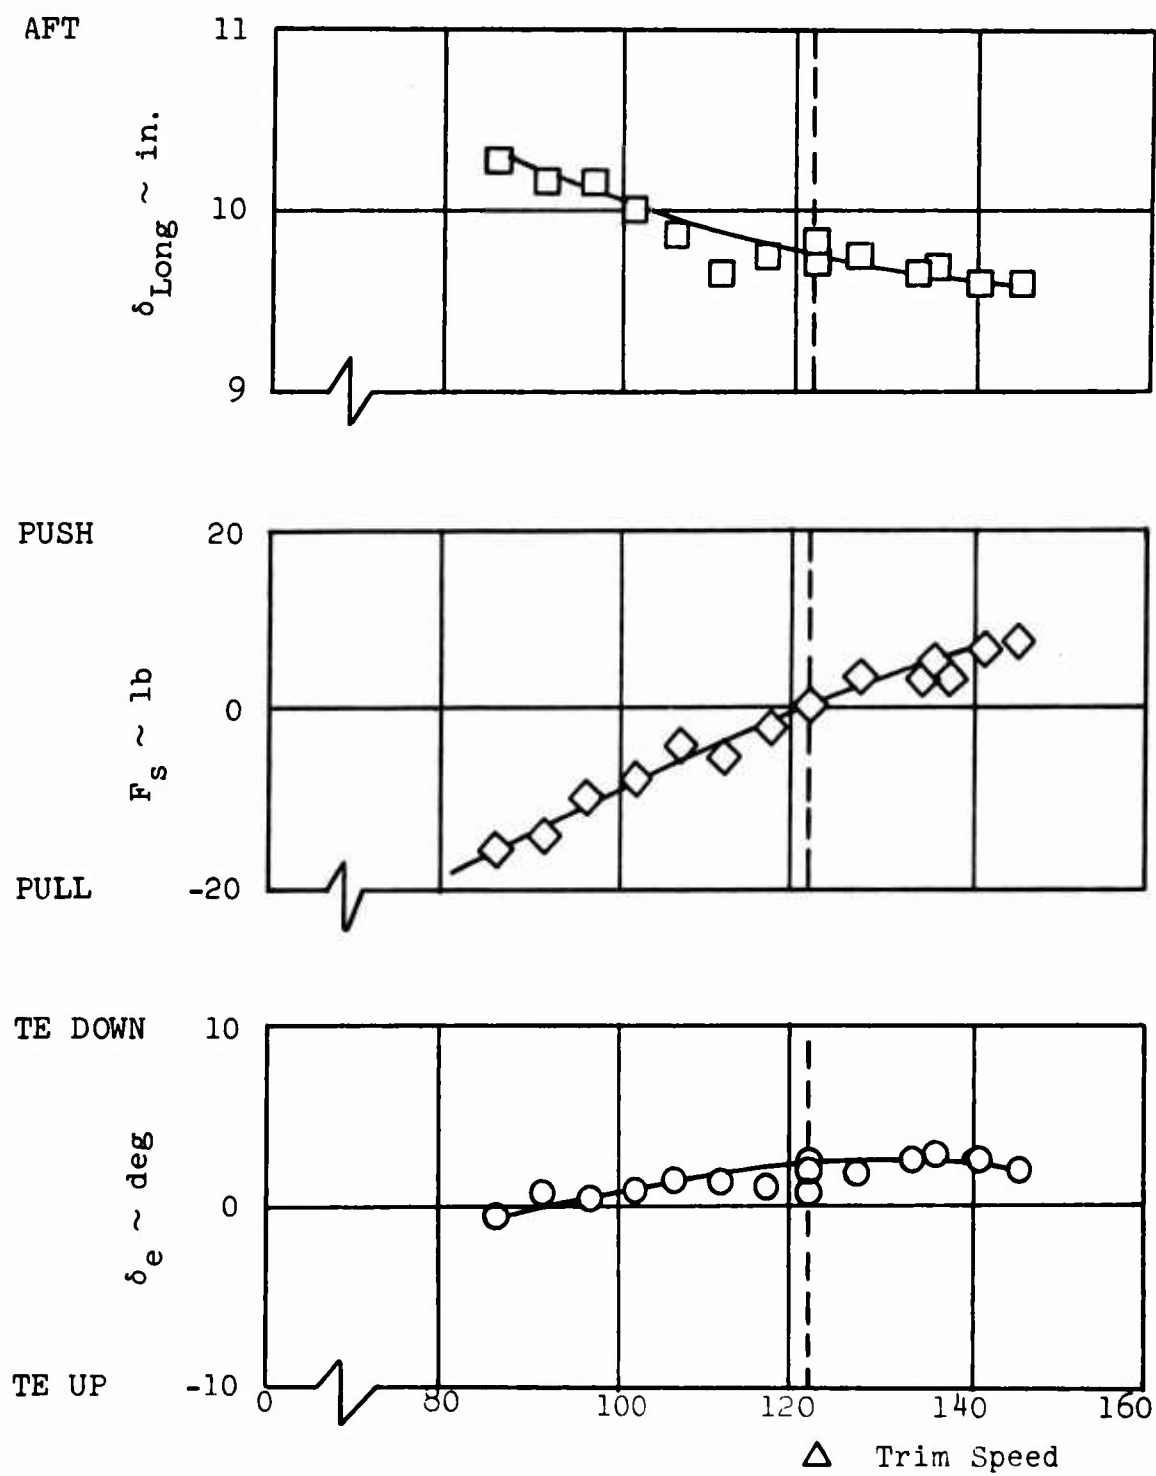 AFT 11
δLong ~ in.
10
9
PUSH 20
Fs ~ lb
0
PULL -20
TE DOWN 10
δe ~ deg
0
TE UP -10
0 80 100 120 140 160
△ Trim Speed